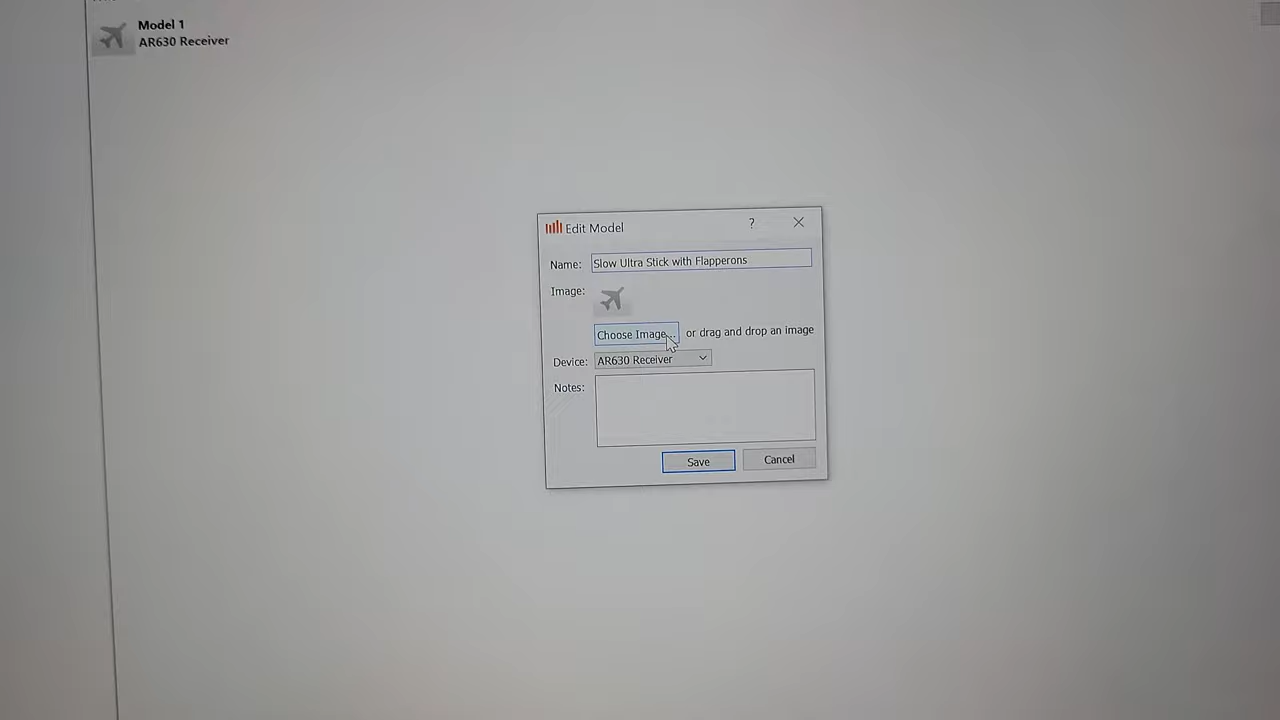 Model 1
AR630 Receiver
Edit Model
?
Name: Slow Ultra Stick with Flapperons
Image:
Choose Image... or drag and drop an image
Device: AR630 Receiver
Notes:
Save Cancel